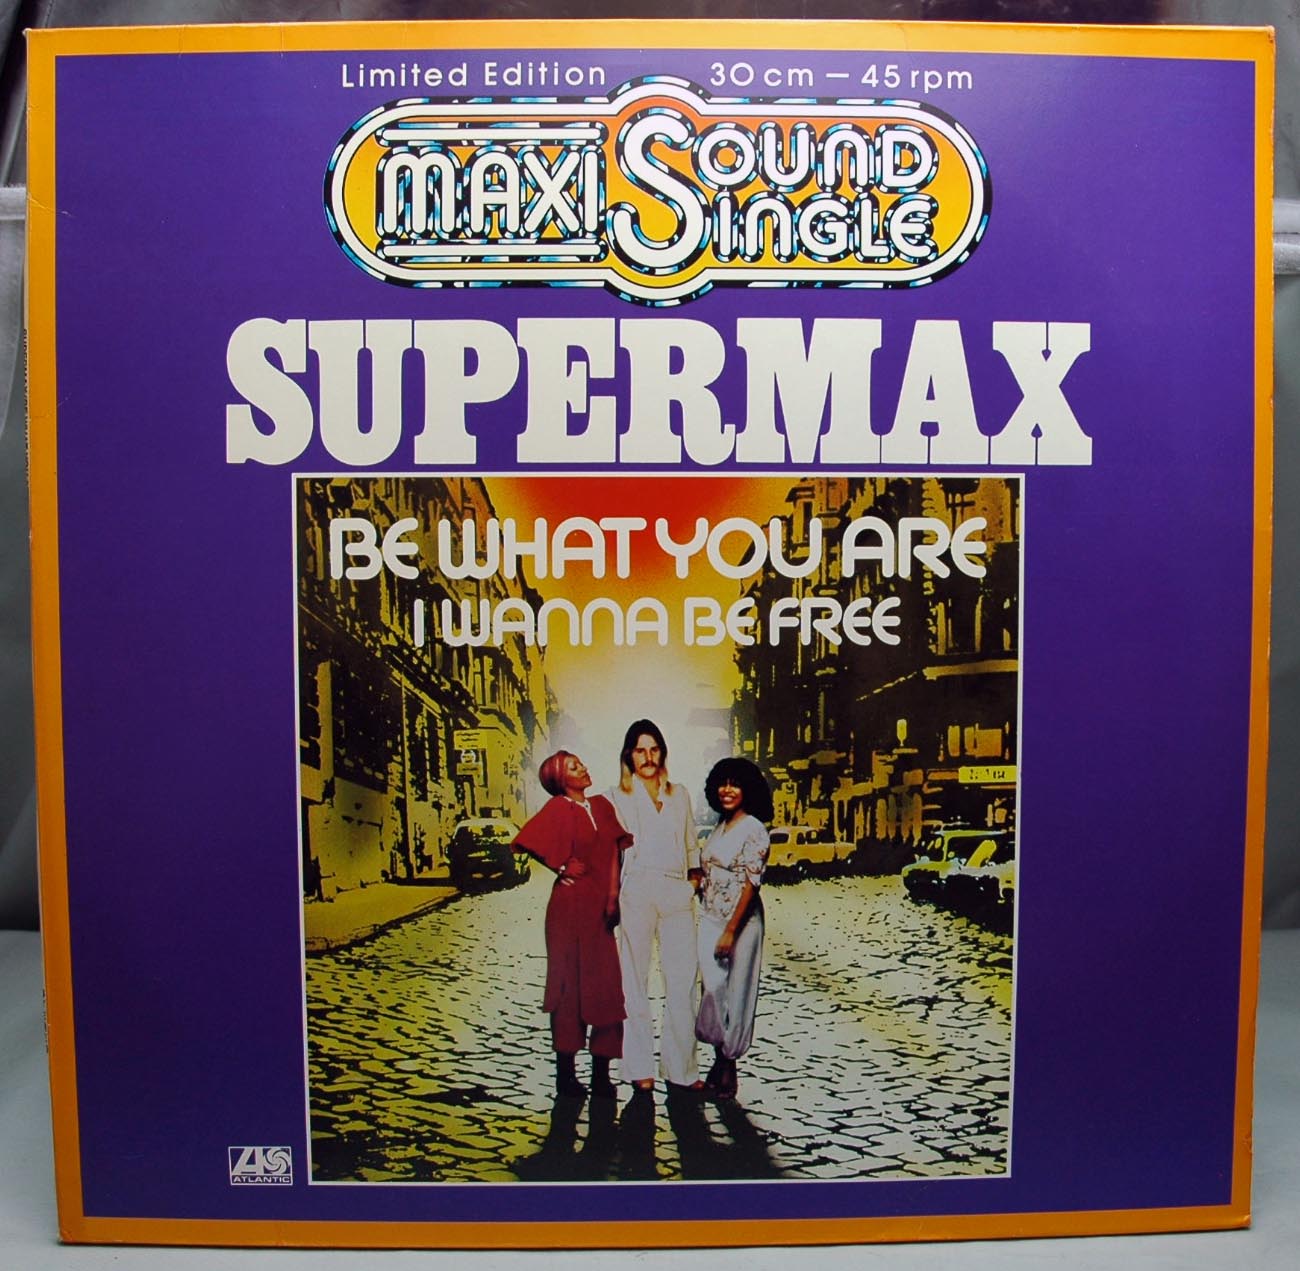 Limited Edition 30 cm – 45 rpm
MAXI SOUND SINGLE
SUPERMAX
BE WHAT YOU ARE
I WANNA BE FREE
ATLANTIC